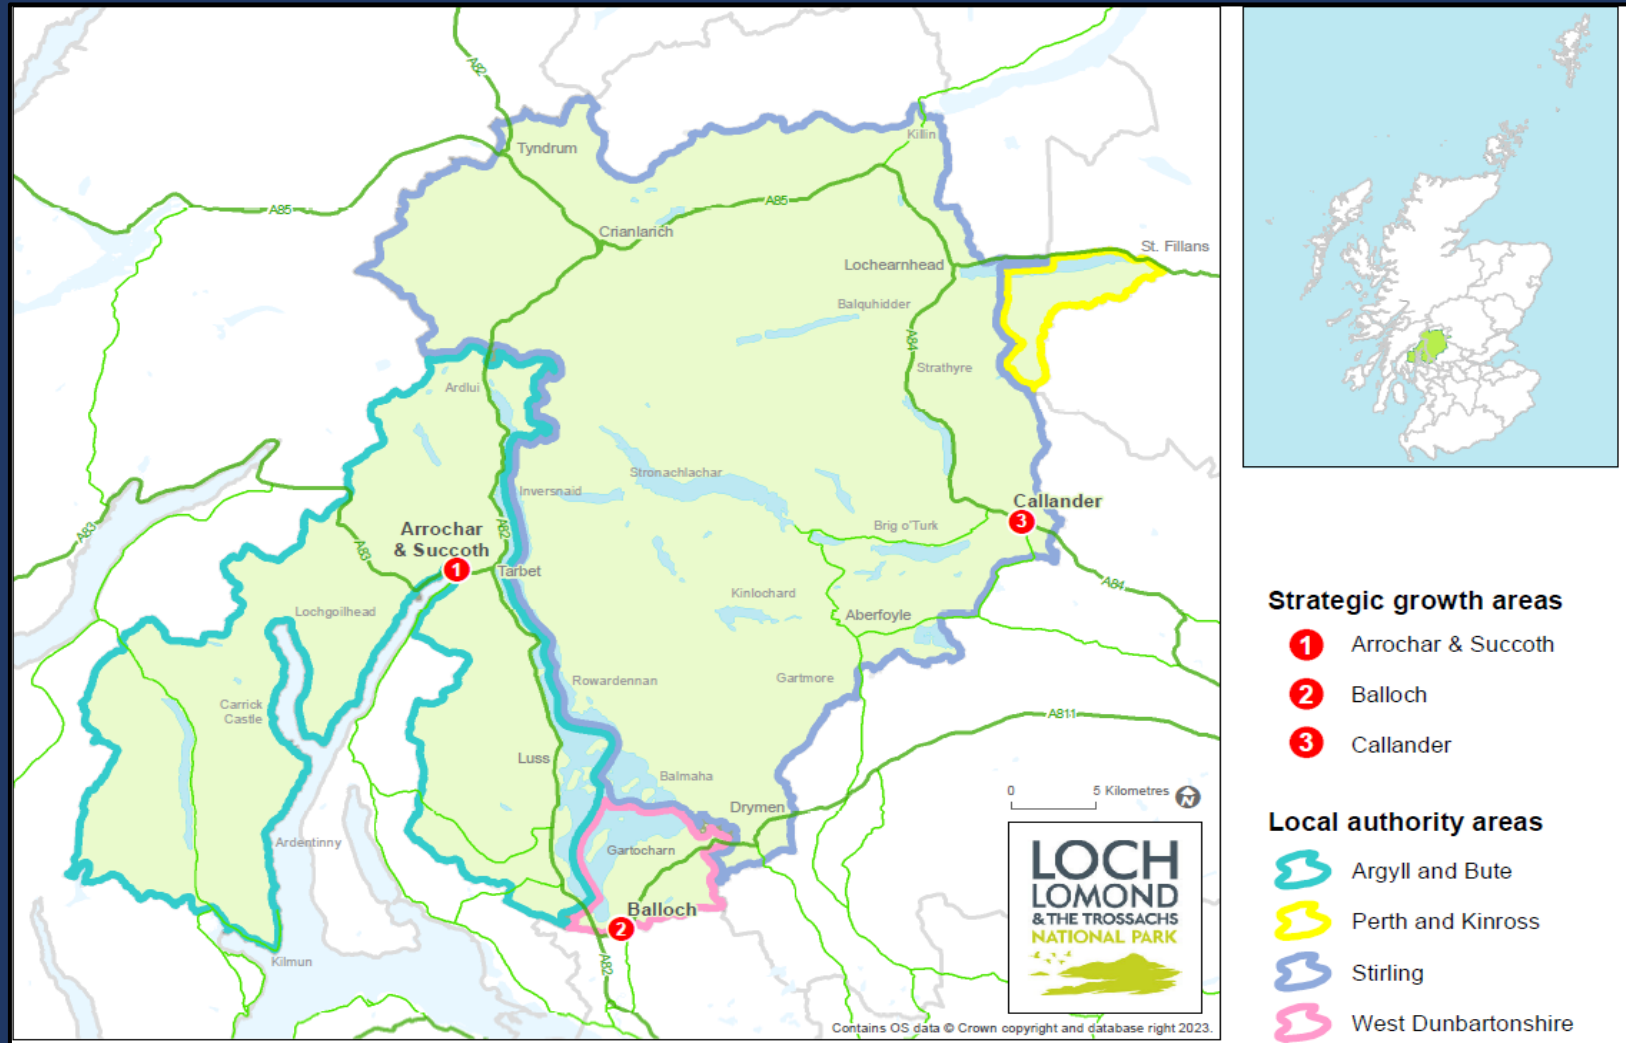 A82
Tyndrum
Killin
A85
A85
Crianlarich
St. Fillans
Lochearnhead
Balquhidder
A84
Strathyre
Ardlui
Stronachlachar
Inversnaid
Callander
3
A82
A83
Arrochar
& Succoth
1
A83
Brig o'Turk
Tarbet
A84
Kinlochard
Lochgoilhead
Aberfoyle
Rowardennan
Gartmore
Carrick
Castle
A811
Luss
Balmaha
Drymen
Ardentinny
Gartocharn
Balloch
2
A82
Kilmun
0 5 Kilometres
N
LOCH
LOMOND
& THE TROSSACHS
NATIONAL PARK
Contains OS data © Crown copyright and database right 2023.
Strategic growth areas
1 Arrochar & Succoth
2 Balloch
3 Callander
Local authority areas
Argyll and Bute
Perth and Kinross
Stirling
West Dunbartonshire